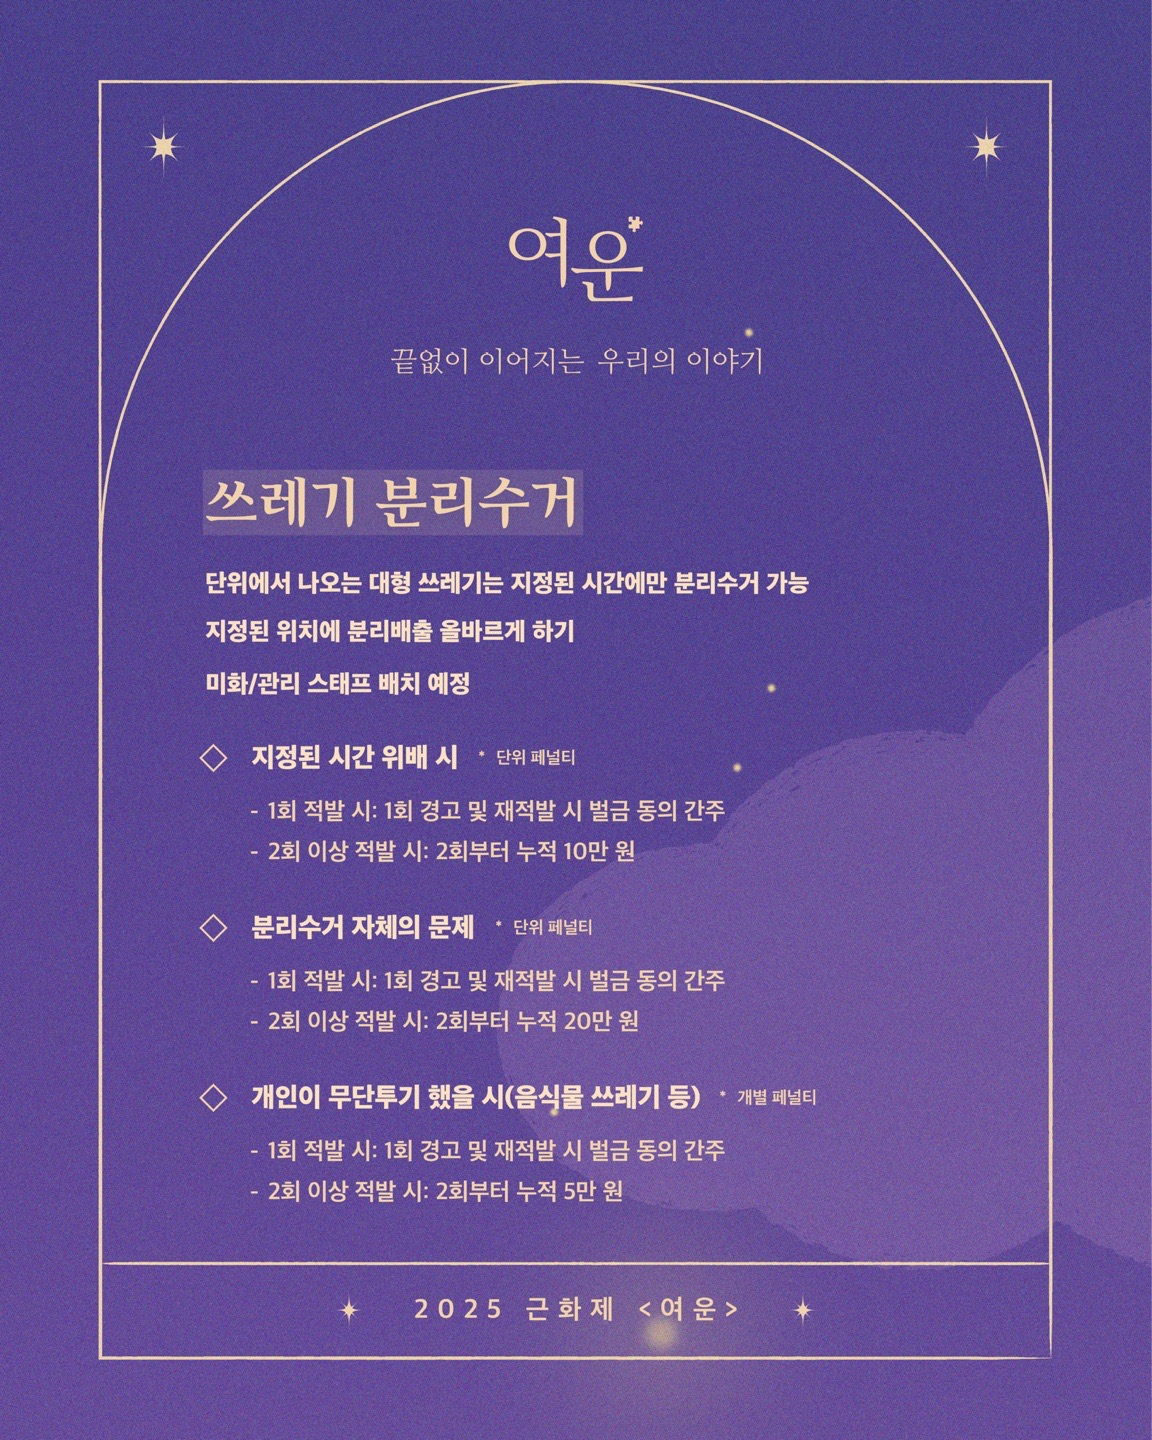 여운
끝없이 이어지는 우리의 이야기
쓰레기 분리수거
단위에서 나오는 대형 쓰레기는 지정된 시간에만 분리수거 가능
지정된 위치에 분리배출 올바르게 하기
미화/관리 스태프 배치 예정
◇ 지정된 시간 위배 시 * 단위 페널티
- 1회 적발 시: 1회 경고 및 재적발 시 벌금 동의 간주
- 2회 이상 적발 시: 2회부터 누적 10만 원
◇ 분리수거 자체의 문제 * 단위 페널티
- 1회 적발 시: 1회 경고 및 재적발 시 벌금 동의 간주
- 2회 이상 적발 시: 2회부터 누적 20만 원
◇ 개인이 무단투기 했을 시(음식물 쓰레기 등) * 개별 페널티
- 1회 적발 시: 1회 경고 및 재적발 시 벌금 동의 간주
- 2회 이상 적발 시: 2회부터 누적 5만 원
2025 근화제 <여운>